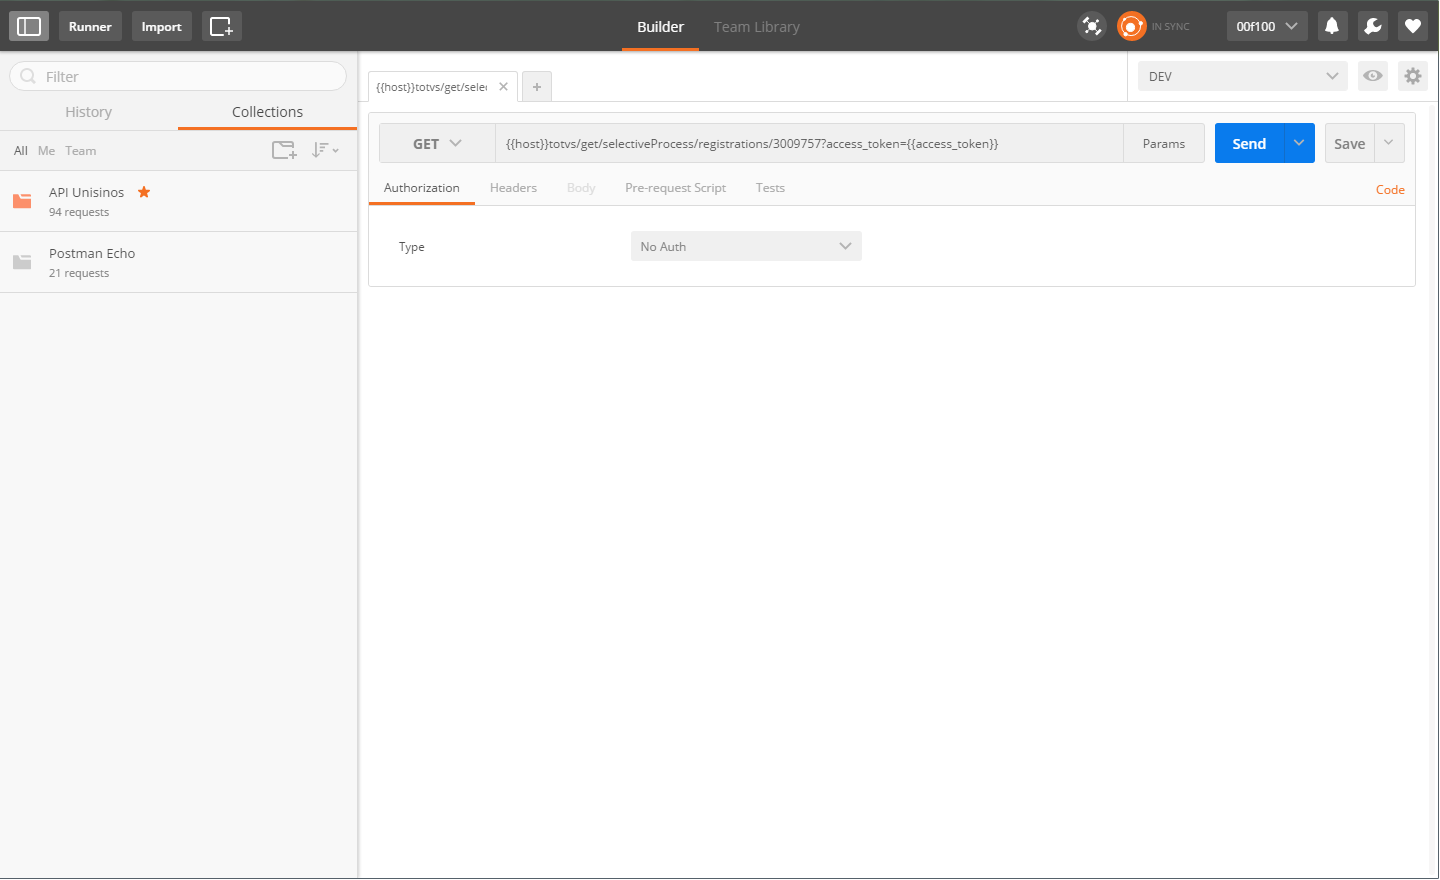 Runner Import Builder Team Library IN SYNC 00f100
Filter
History Collections
All Me Team
API Unisinos
94 requests
Postman Echo
21 requests
{{host}}totvs/get/sele
DEV
GET {{host}}totvs/get/selectiveProcess/registrations/3009757?access_token={{access_token}} Params Send Save
Authorization Headers Body Pre-request Script Tests Code
Type No Auth